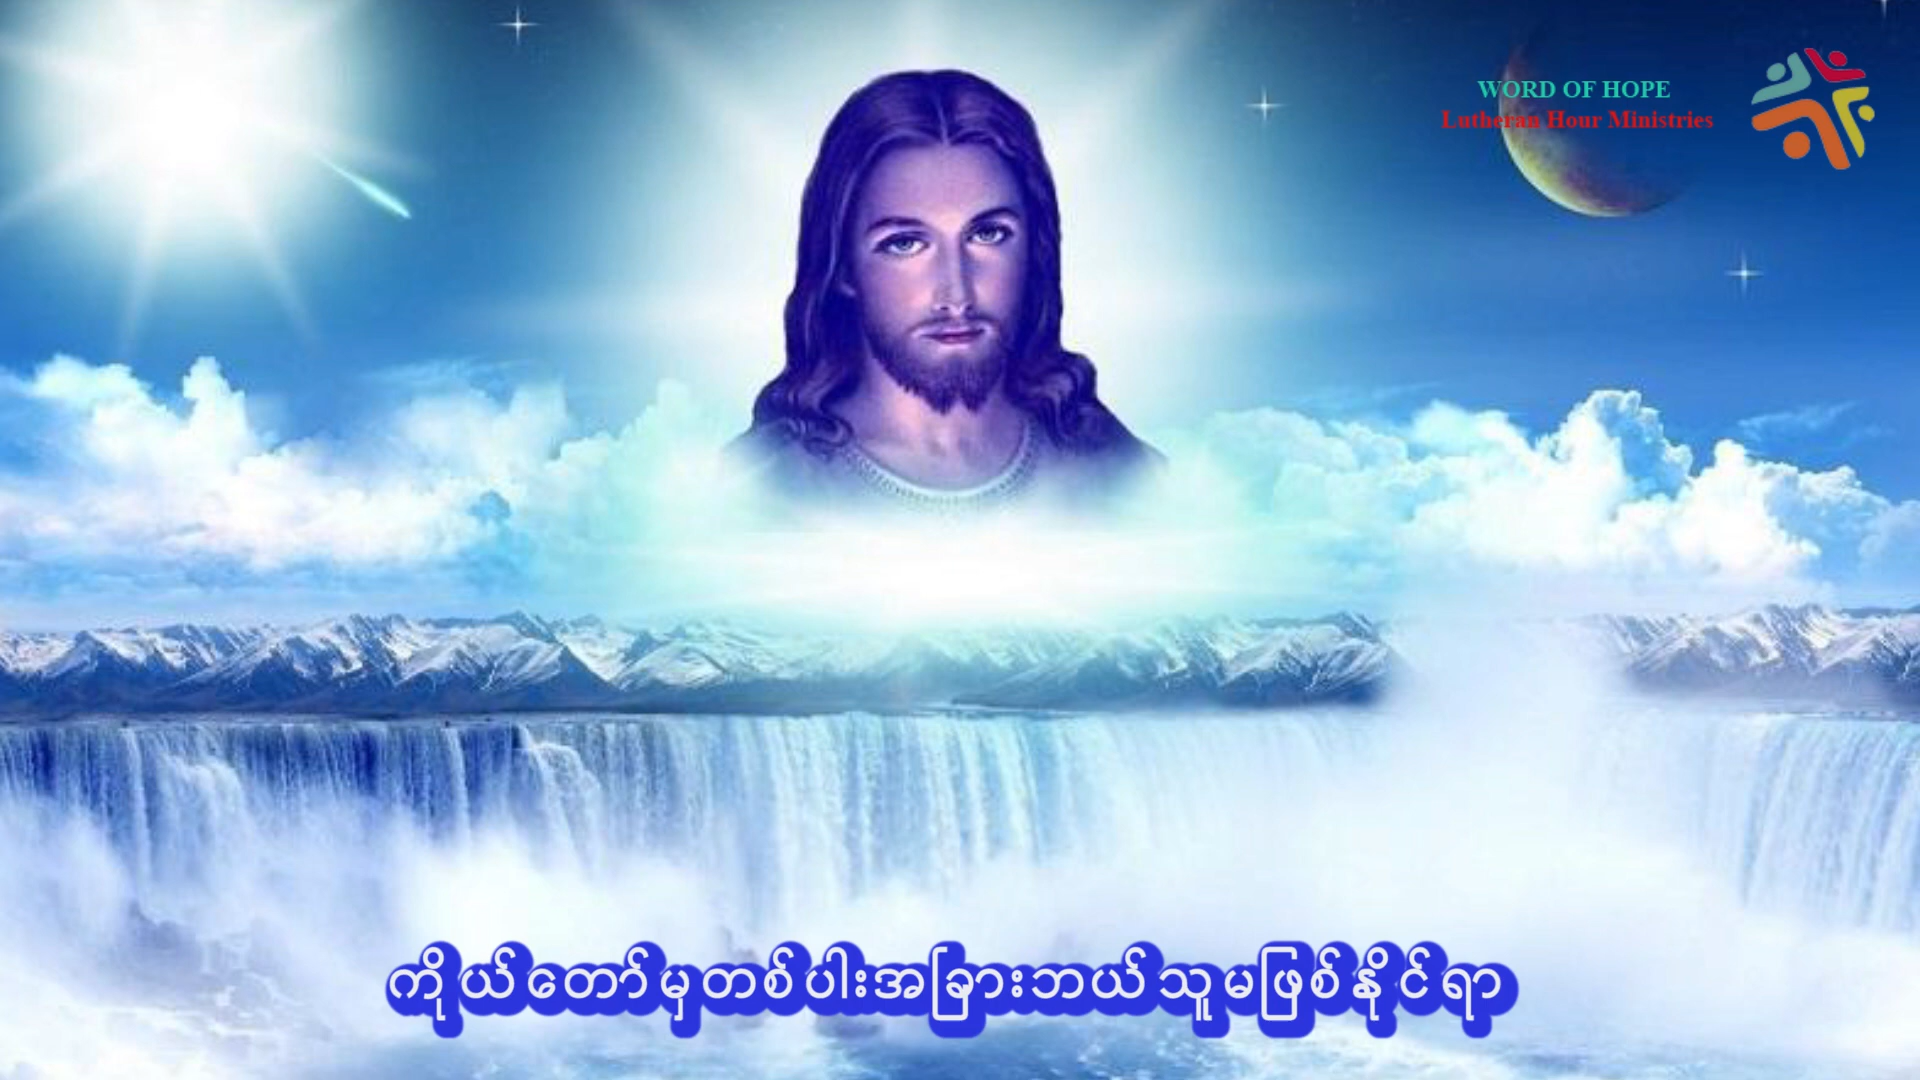 WORD OF HOPE
Lutheran Hour Ministries
ကိုယ်တော်မှတစ်ပါးအခြားဘယ်သူမဖြစ်နိုင်ရာ